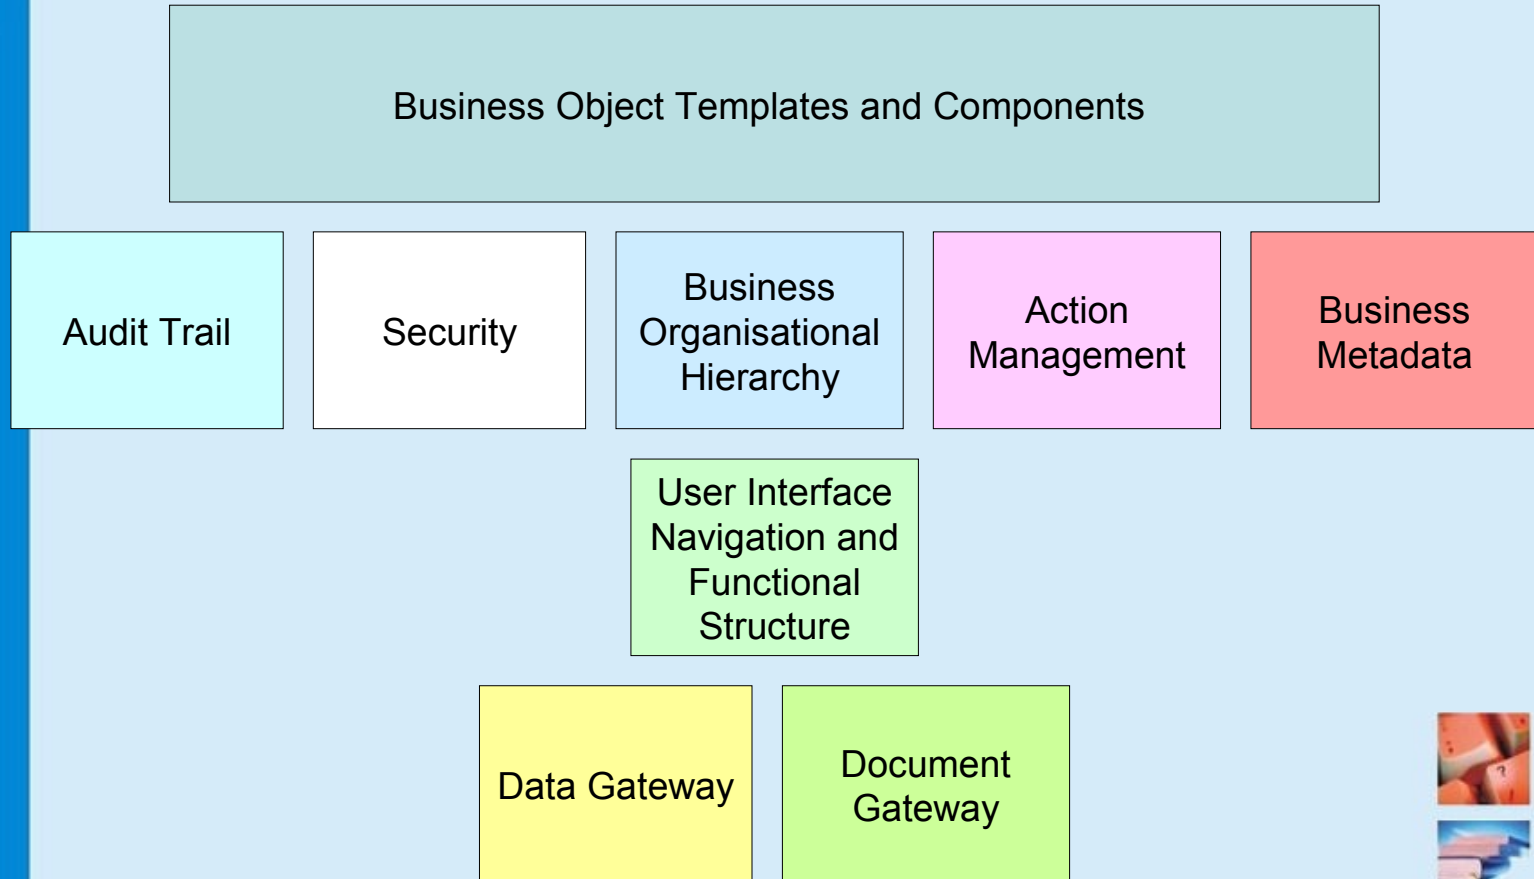 Business Object Templates and Components
Audit Trail
Security
Business
Organisational
Hierarchy
Action
Management
Business
Metadata
User Interface
Navigation and
Functional
Structure
Data Gateway
Document
Gateway